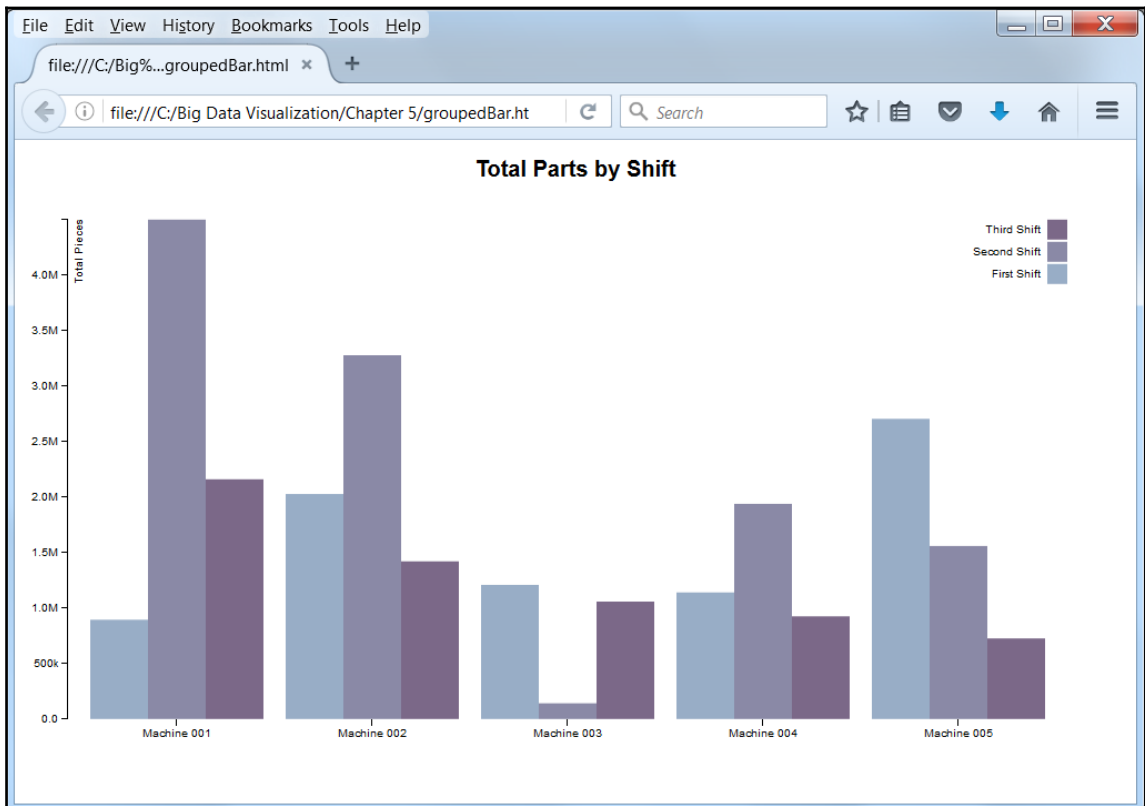 File Edit View History Bookmarks Tools Help
file:///C:/Big%...groupedBar.html × +
file:///C:/Big Data Visualization/Chapter 5/groupedBar.ht
Search
Total Parts by Shift
Total Pieces
Third Shift
Second Shift
First Shift
4.0M
3.5M
3.0M
2.5M
2.0M
1.5M
1.0M
500k
0.0
Machine 001 Machine 002 Machine 003 Machine 004 Machine 005